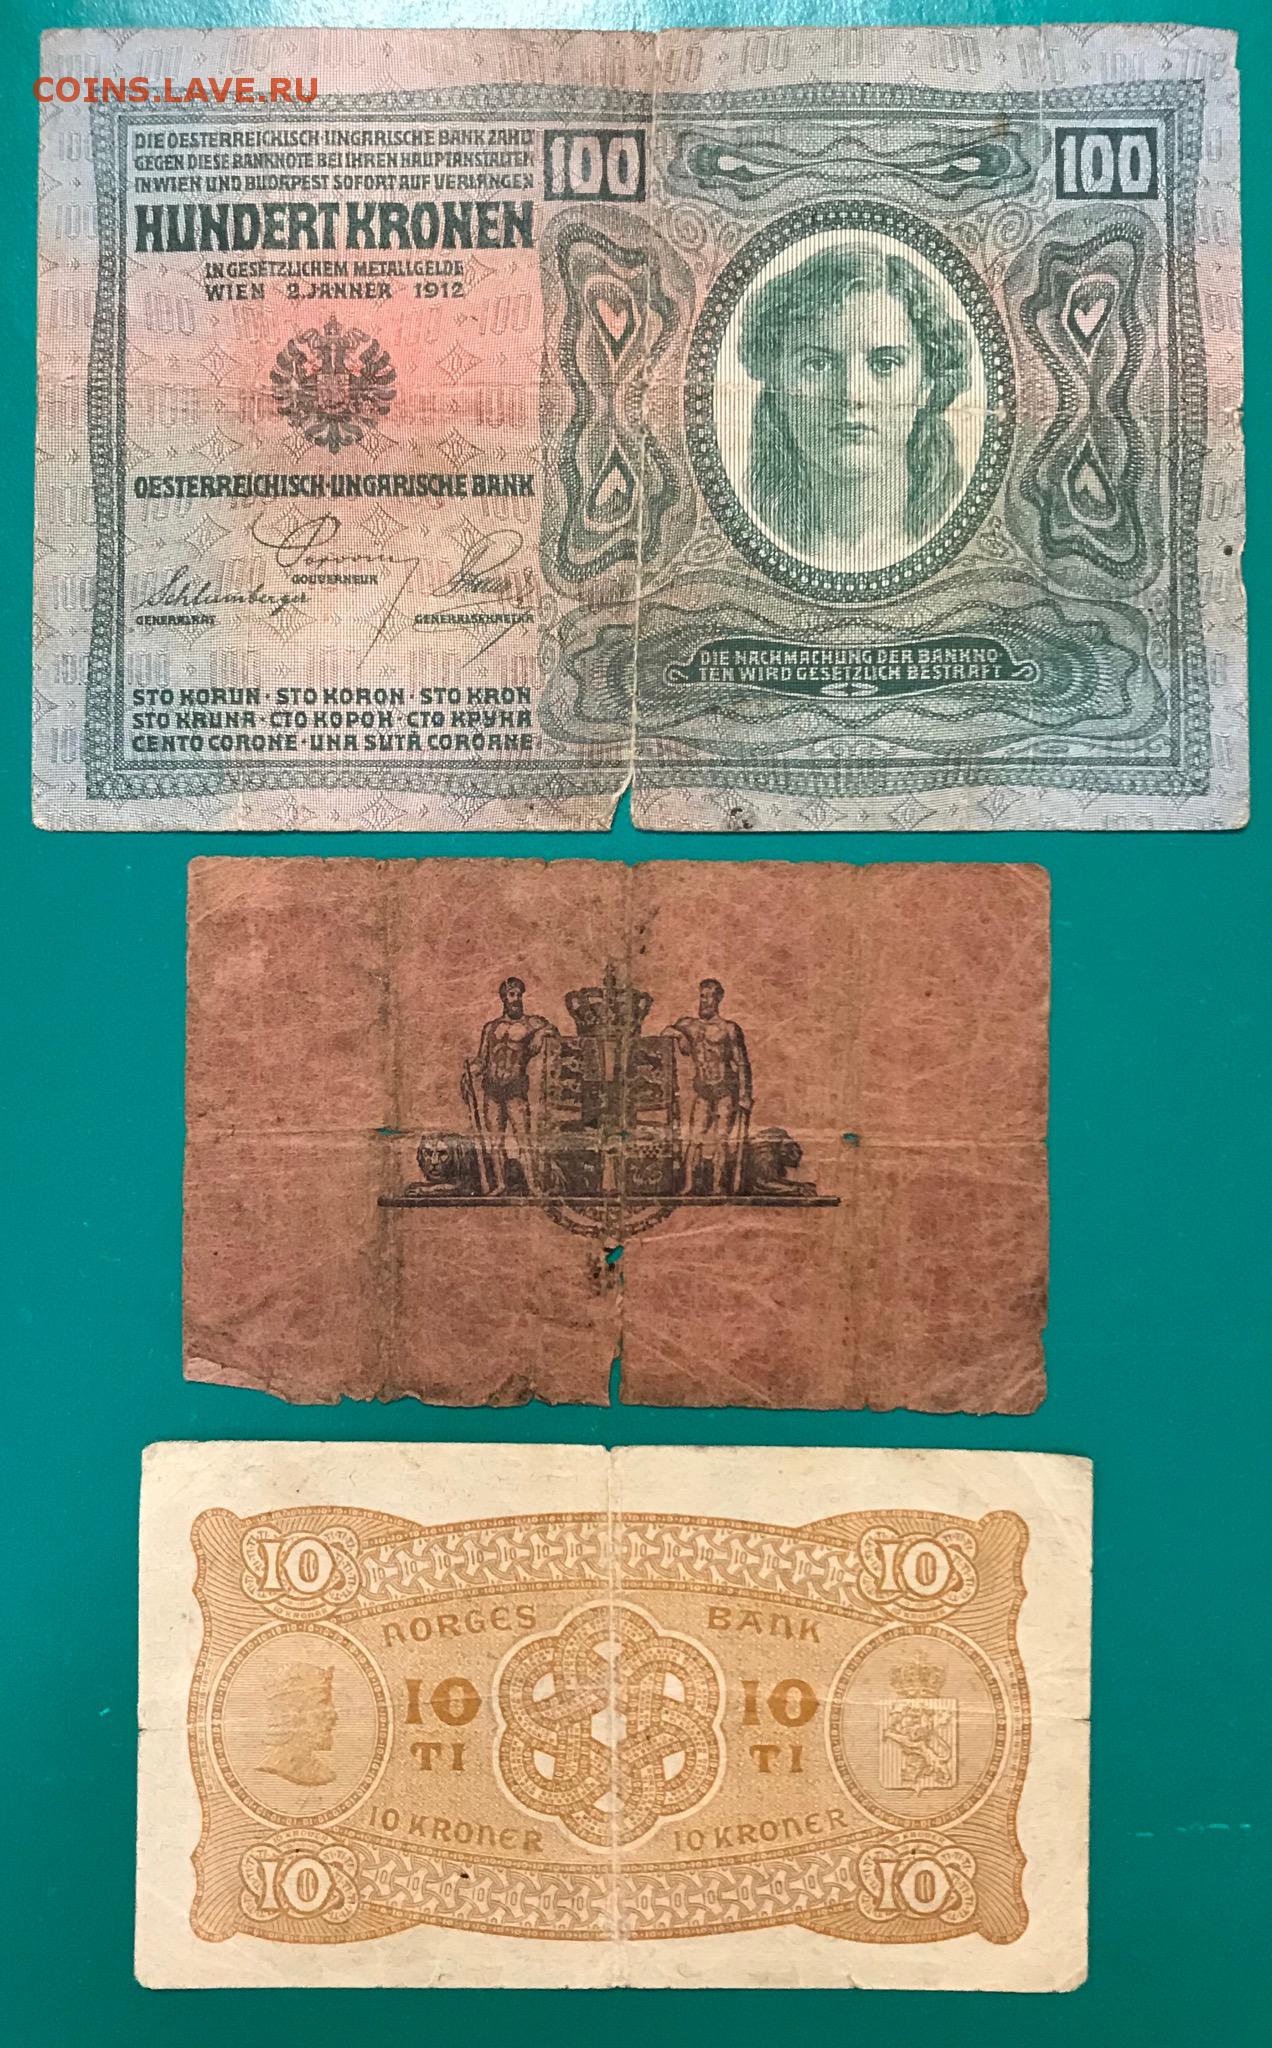 COINS.LAVE.RU
DIE OESTERREICHISCH-UNGARISCHE BANK ZAHLT
GEGEN DIESE BANKNOTE BEI IHREN HAUPTANSTALTEN
IN WIEN UND BUDAPEST SOFORT AUF VERLANGEN
100
100
HUNDERT KRONEN
IN GESETZLICHEM METALLGELDE
WIEN 2. JANNER 1912
OESTERREICHISCH-UNGARISCHE BANK
Popovics
GOUVERNEUR
Schlumberger
GENERALRAT
GENERALSEKRETÄR
DIE NACHMACHUNG DER BANKNO
TEN WIRD GESETZLICH BESTRAFT
STO KORUN · STO KORON · STO KRON
STO KRUNA · СТО КОРОН · СТО КРУНА
CENTO CORONE · UNA SUTĂ COROANE
10
10
NORGES BANK
10
TI
10
TI
10 KRONER
10 KRONER
10
10